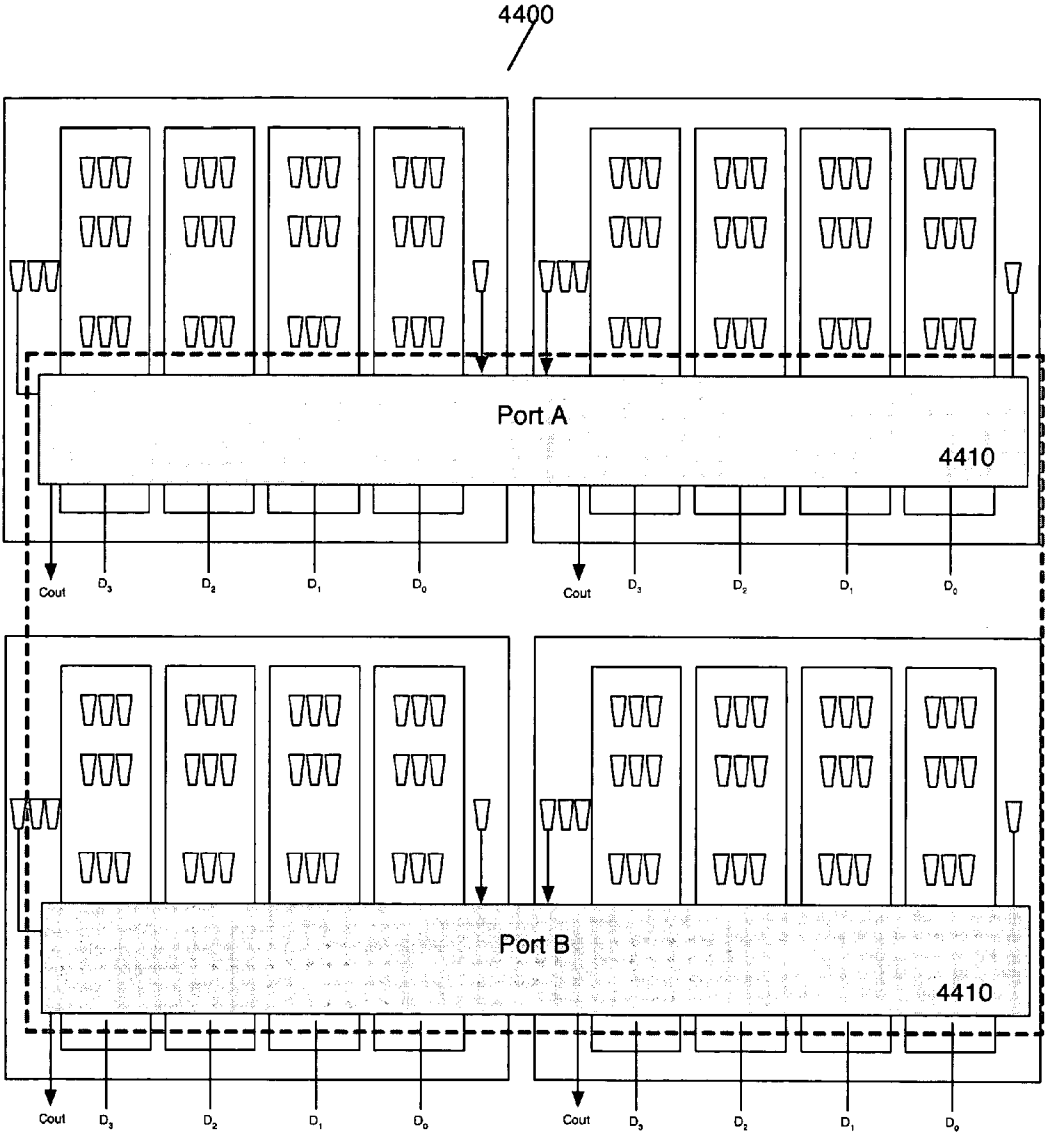 4400
Port A
4410
Cout D₃ D₂ D₁ D₀ Cout D₃ D₂ D₁ D₀
Port B
4410
Cout D₃ D₂ D₁ D₀ Cout D₃ D₂ D₁ D₀